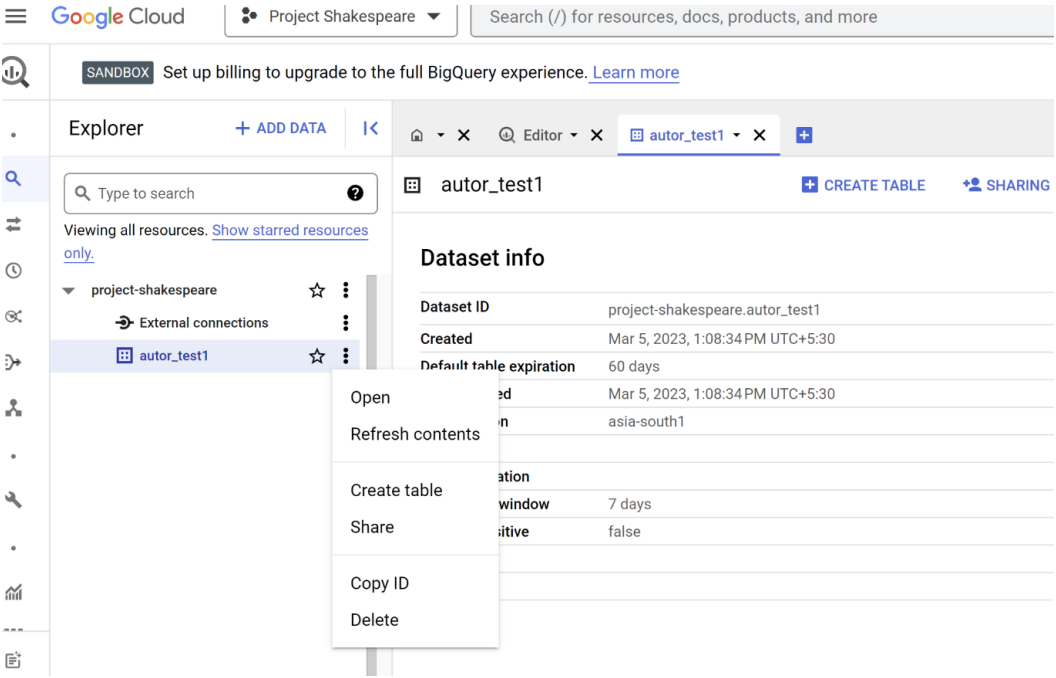 Google Cloud
Project Shakespeare
Search (/) for resources, docs, products, and more
SANDBOX Set up billing to upgrade to the full BigQuery experience. Learn more
Explorer
+ ADD DATA
Editor
autor_test1
Type to search
autor_test1
CREATE TABLE
SHARING
Viewing all resources. Show starred resources
only.
project-shakespeare
External connections
autor_test1
Open
Refresh contents
Create table
Share
Copy ID
Delete
Dataset info
Dataset ID project-shakespeare.autor_test1
Created Mar 5, 2023, 1:08:34 PM UTC+5:30
Default table expiration 60 days
ed Mar 5, 2023, 1:08:34 PM UTC+5:30
n asia-south1
ation
window 7 days
sitive false